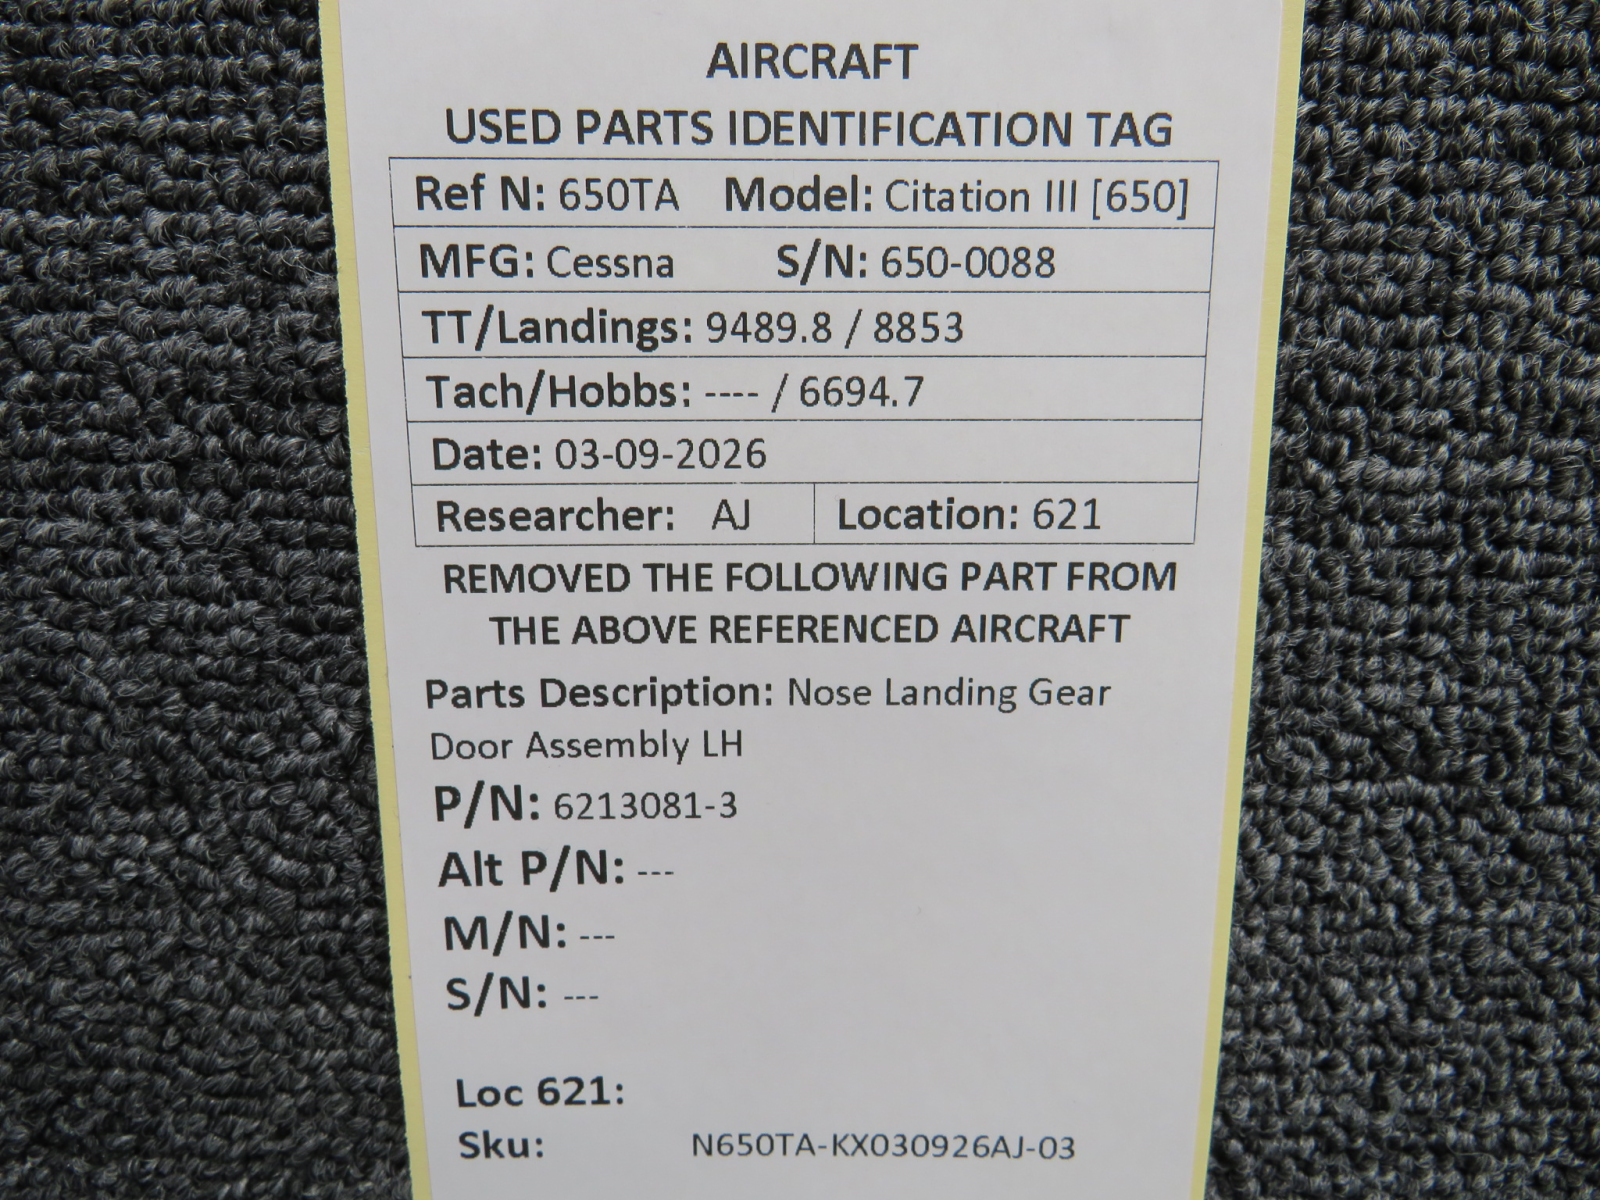 AIRCRAFT
USED PARTS IDENTIFICATION TAG
Ref N: 650TA Model: Citation III [650]
MFG: Cessna S/N: 650-0088
TT/Landings: 9489.8 / 8853
Tach/Hobbs: ---- / 6694.7
Date: 03-09-2026
Researcher: AJ Location: 621
REMOVED THE FOLLOWING PART FROM
THE ABOVE REFERENCED AIRCRAFT
Parts Description: Nose Landing Gear
Door Assembly LH
P/N: 6213081-3
Alt P/N: ---
M/N: ---
S/N: ---
Loc 621:
Sku: N650TA-KX030926AJ-03